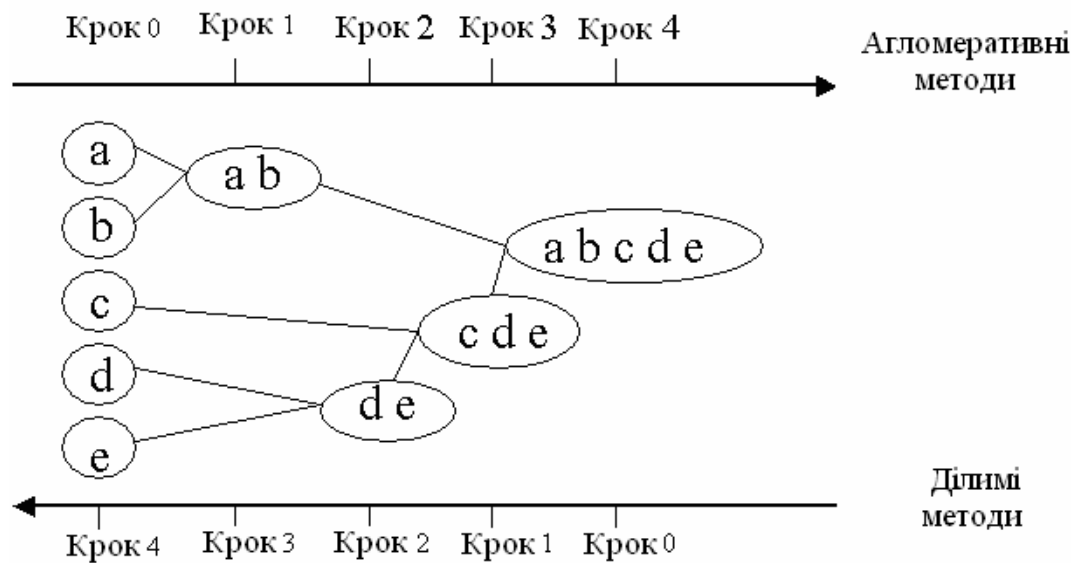 Крок 0 Крок 1 Крок 2 Крок 3 Крок 4
Агломеративні
методи
a
a b
b
a b c d e
c
c d e
d
d e
e
Ділимі
методи
Крок 4 Крок 3 Крок 2 Крок 1 Крок 0